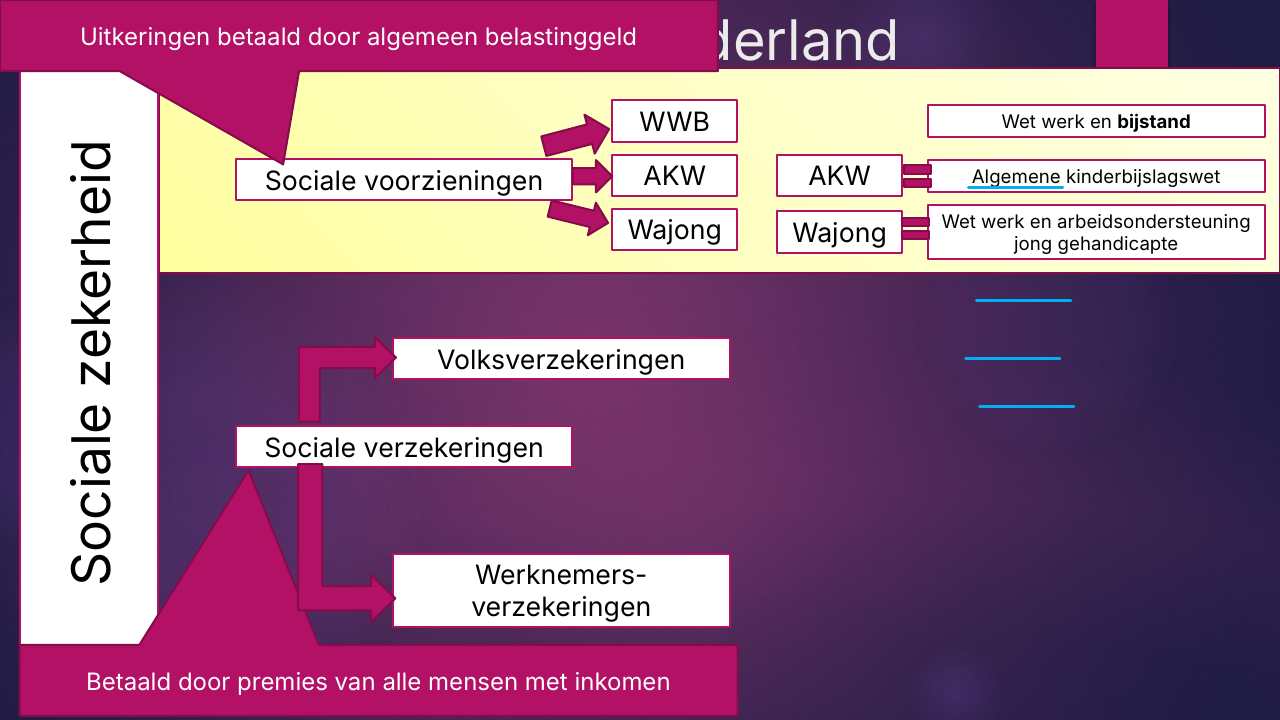 Uitkeringen betaald door algemeen belastinggeld
derland
Sociale zekerheid
WWB
Wet werk en bijstand
Sociale voorzieningen
AKW
AKW
Algemene kinderbijslagswet
Wajong
Wajong
Wet werk en arbeidsondersteuning
jong gehandicapte
Volksverzekeringen
Sociale verzekeringen
Werknemers-
verzekeringen
Betaald door premies van alle mensen met inkomen